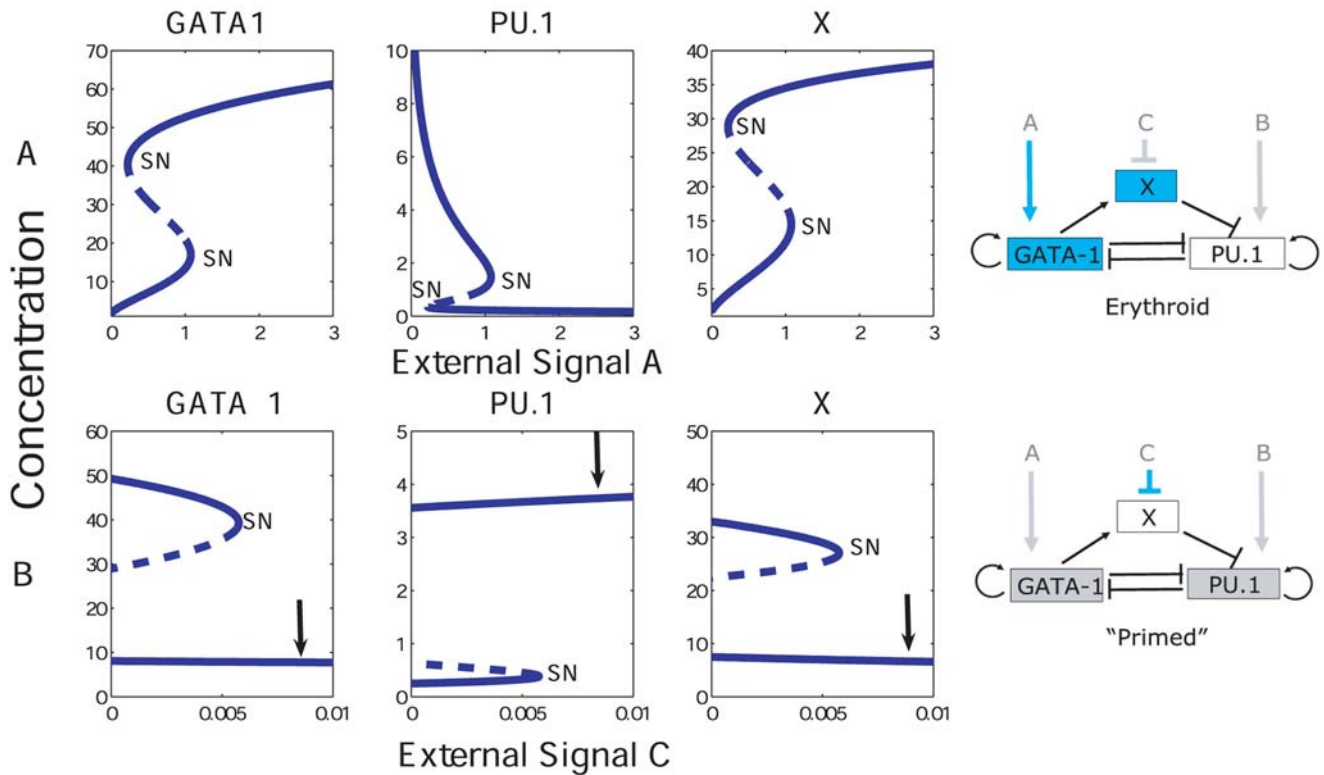 GATA1
PU.1
X
A
Concentration
70
60
50
40
30
20
10
SN
SN
0
1
2
3
10
8
6
4
2
0
SN
SN
0
1
2
3
40
35
30
25
20
15
10
5
SN
SN
0
1
2
3
External Signal A
A
C
B
X
GATA-1
PU.1
Erythroid
B
GATA 1
PU.1
X
60
50
40
30
20
10
0
SN
0
0.005
0.01
5
4
3
2
1
0
SN
0
0.005
0.01
50
40
30
20
10
0
SN
0
0.005
0.01
External Signal C
A
C
B
X
GATA-1
PU.1
"Primed"